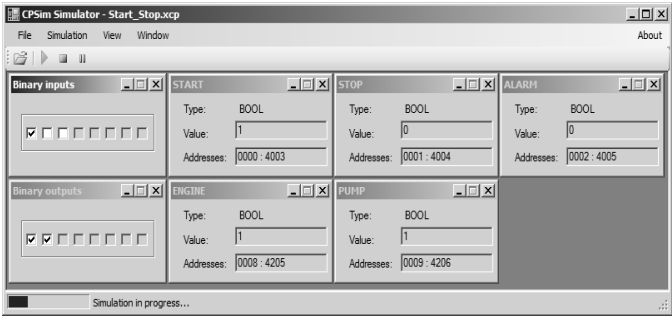 CPSim Simulator - Start_Stop.xcp
File Simulation View Window About
Binary inputs
START
Type: BOOL
Value: 1
Addresses: 0000 : 4003
STOP
Type: BOOL
Value: 0
Addresses: 0001 : 4004
ALARM
Type: BOOL
Value: 0
Addresses: 0002 : 4005
Binary outputs
ENGINE
Type: BOOL
Value: 1
Addresses: 0008 : 4205
PUMP
Type: BOOL
Value: 1
Addresses: 0009 : 4206
Simulation in progress...